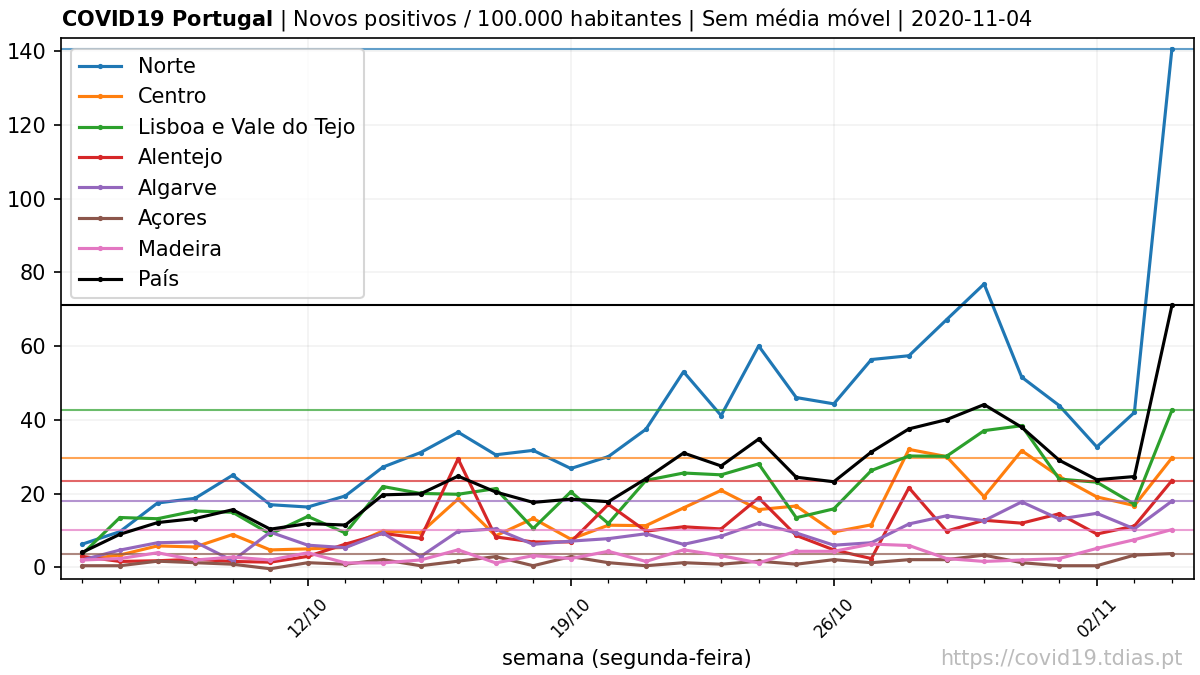 COVID19 Portugal | Novos positivos / 100.000 habitantes | Sem média móvel | 2020-11-04
140
120
100
80
60
40
20
0
Norte
Centro
Lisboa e Vale do Tejo
Alentejo
Algarve
Açores
Madeira
País
12/10
19/10
26/10
02/11
semana (segunda-feira)
https://covid19.tdias.pt